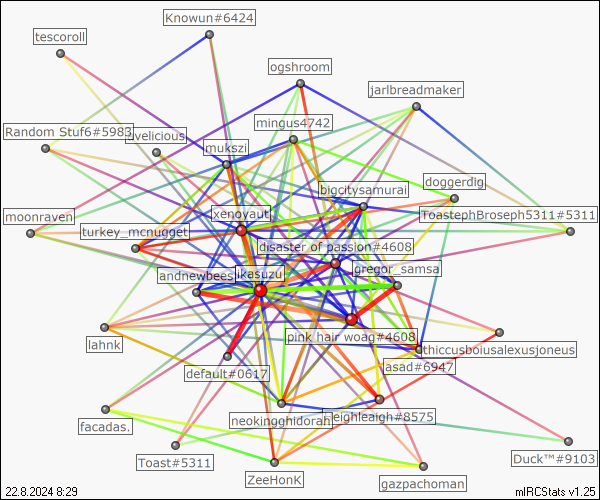 Knowun#6424
tescoroll
ogshroom
jarlbreadmaker
mingus4742
Random Stuf6#5983
uvelicious
mukszi
doggerdig
bigcitysamurai
moonraven
xenovaut
ToastephBroseph5311#5311
turkey_mcnugget
disaster of passion#4608
andnewbees
ikasuzu
gregor_samsa
lahnk
pink hair woag#4608
thiccusboiusalexusjoneus
default#0617
asad#6947
facadas.
neokingghidorah
leighleaigh#8575
Toast#5311
ZeeHonK
gazpachoman
Duck™#9103
22.8.2024 8:29
mIRCStats v1.25